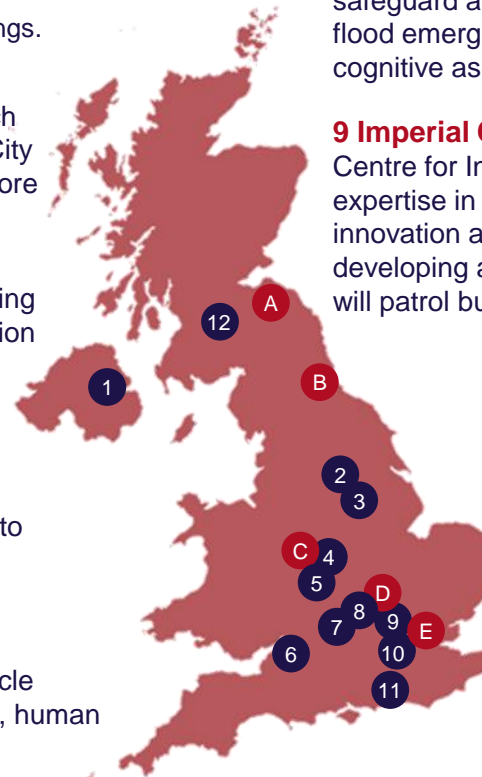 ngs.
ch
City
ore
ing
ion
to
cle
, human
safeguard a
flood emerg
cognitive as
9 Imperial
Centre for In
expertise in
innovation a
developing a
will patrol bu
A
12
B
1
2
3
C
4
5
D
8
9
7
E
6
10
11